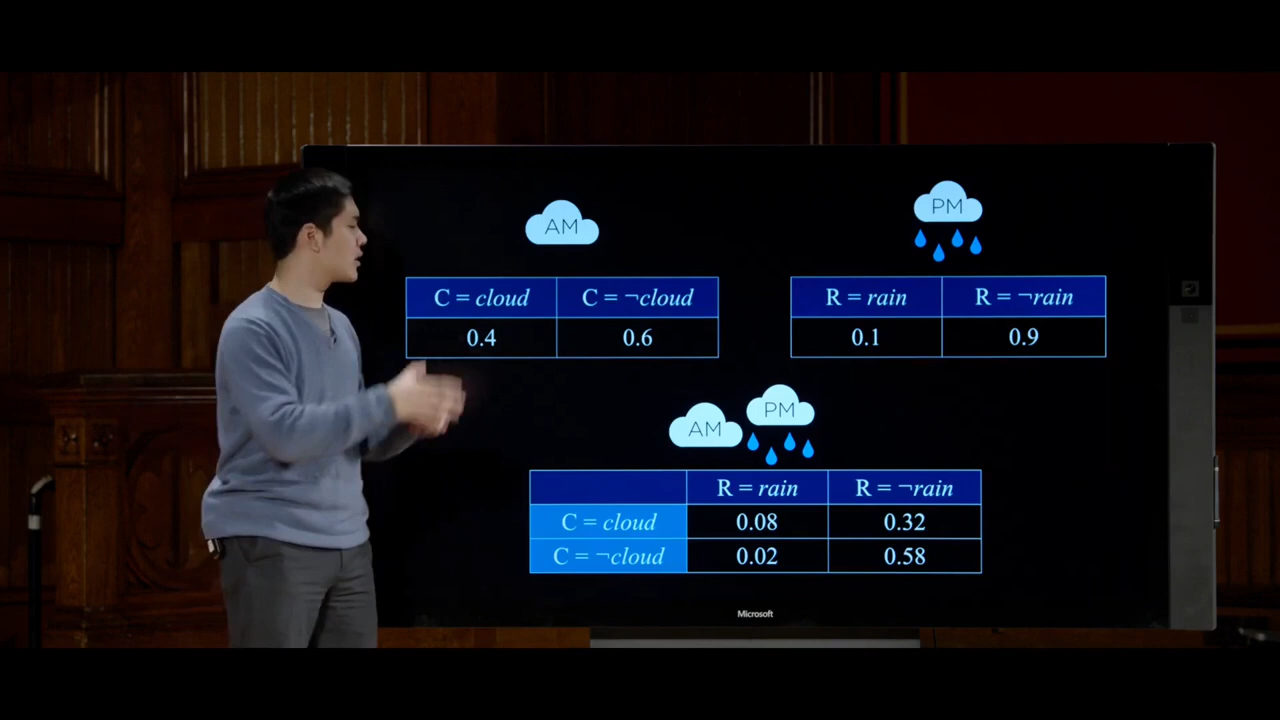 AM
PM
C = cloud C = ¬cloud
0.4 0.6
R = rain R = ¬rain
0.1 0.9
AM
PM
R = rain R = ¬rain
C = cloud 0.08 0.32
C = ¬cloud 0.02 0.58
Microsoft